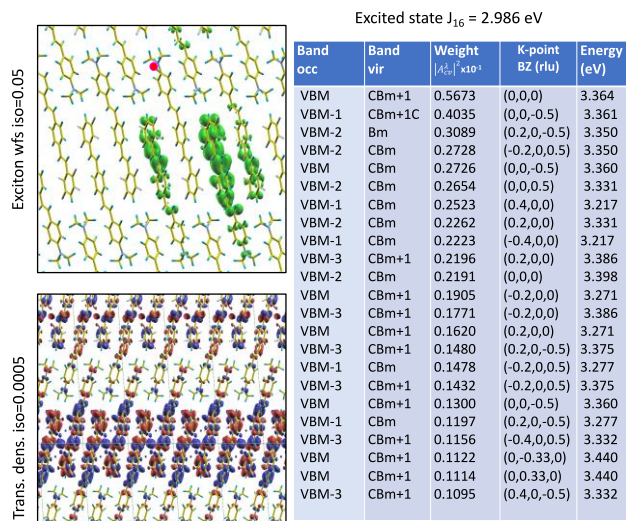 Excited state J16 = 2.986 eV
Exciton wfs iso=0.05
Trans. dens. iso=0.0005
Band occ Band vir Weight |Aλcv|²x10-1 K-point BZ (rlu) Energy (eV)
VBM CBm+1 0.5673 (0,0,0) 3.364
VBM-1 CBm+1C 0.4035 (0,0,-0.5) 3.361
VBM-2 Bm 0.3089 (0.2,0,-0.5) 3.350
VBM-2 CBm 0.2728 (-0.2,0,0.5) 3.350
VBM CBm 0.2726 (0,0,-0.5) 3.360
VBM-2 CBm 0.2654 (0,0,0.5) 3.331
VBM-1 CBm 0.2523 (0.4,0,0) 3.217
VBM-2 CBm 0.2262 (0.2,0,0) 3.331
VBM-1 CBm 0.2223 (-0.4,0,0) 3.217
VBM-3 CBm+1 0.2196 (0.2,0,0) 3.386
VBM-2 CBm 0.2191 (0,0,0) 3.398
VBM CBm+1 0.1905 (-0.2,0,0) 3.271
VBM-3 CBm+1 0.1771 (-0.2,0,0) 3.386
VBM CBm+1 0.1620 (0.2,0,0) 3.271
VBM-3 CBm+1 0.1480 (0.2,0,-0.5) 3.375
VBM-1 CBm 0.1478 (-0.2,0,0.5) 3.277
VBM-3 CBm+1 0.1432 (-0.2,0,0.5) 3.375
VBM CBm+1 0.1300 (0,0,-0.5) 3.360
VBM-1 CBm 0.1197 (0.2,0,-0.5) 3.277
VBM-3 CBm+1 0.1156 (-0.4,0,0.5) 3.332
VBM CBm+1 0.1122 (0,-0.33,0) 3.440
VBM CBm+1 0.1114 (0,0.33,0) 3.440
VBM-3 CBm+1 0.1095 (0.4,0,-0.5) 3.332